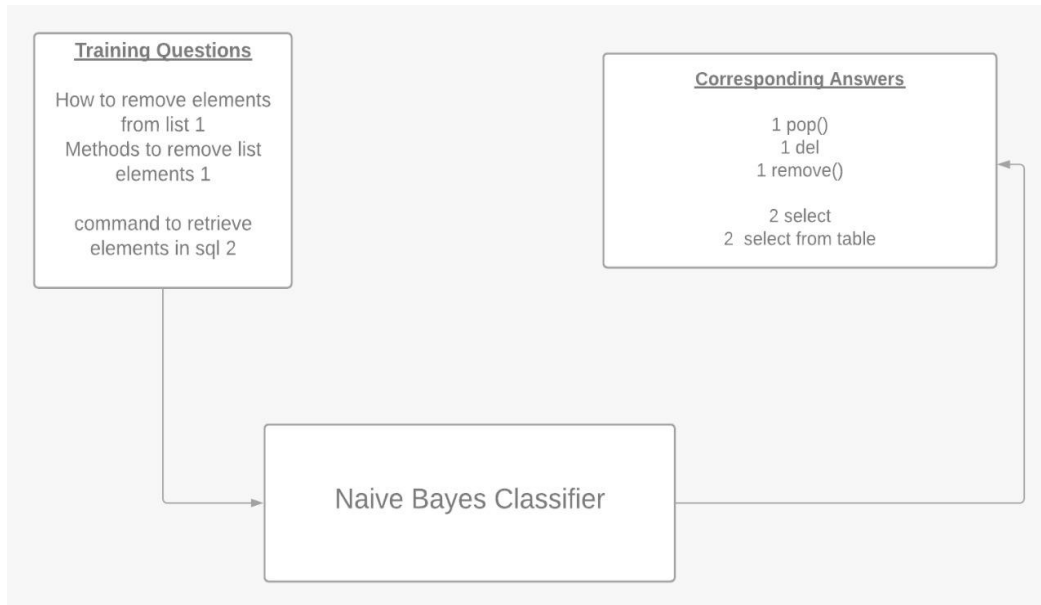 Training Questions
How to remove elements
from list 1
Methods to remove list
elements 1
command to retrieve
elements in sql 2
Corresponding Answers
1 pop()
1 del
1 remove()
2 select
2  select from table
Naive Bayes Classifier